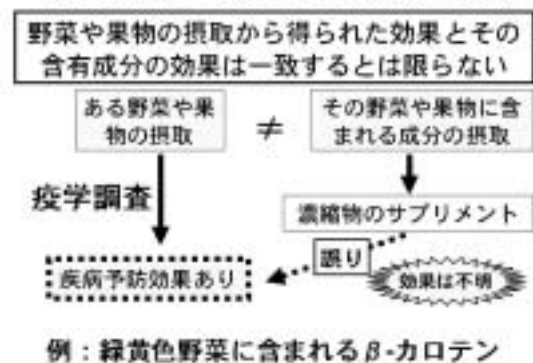 野菜や果物の摂取から得られた効果とその
含有成分の効果は一致するとは限らない
ある野菜や果
物の摂取
≠
その野菜や果物に含
まれる成分の摂取
疫学調査
濃縮物のサプリメント
誤り
疾病予防効果あり
効果は不明
例：緑黄色野菜に含まれるβ-カロテン